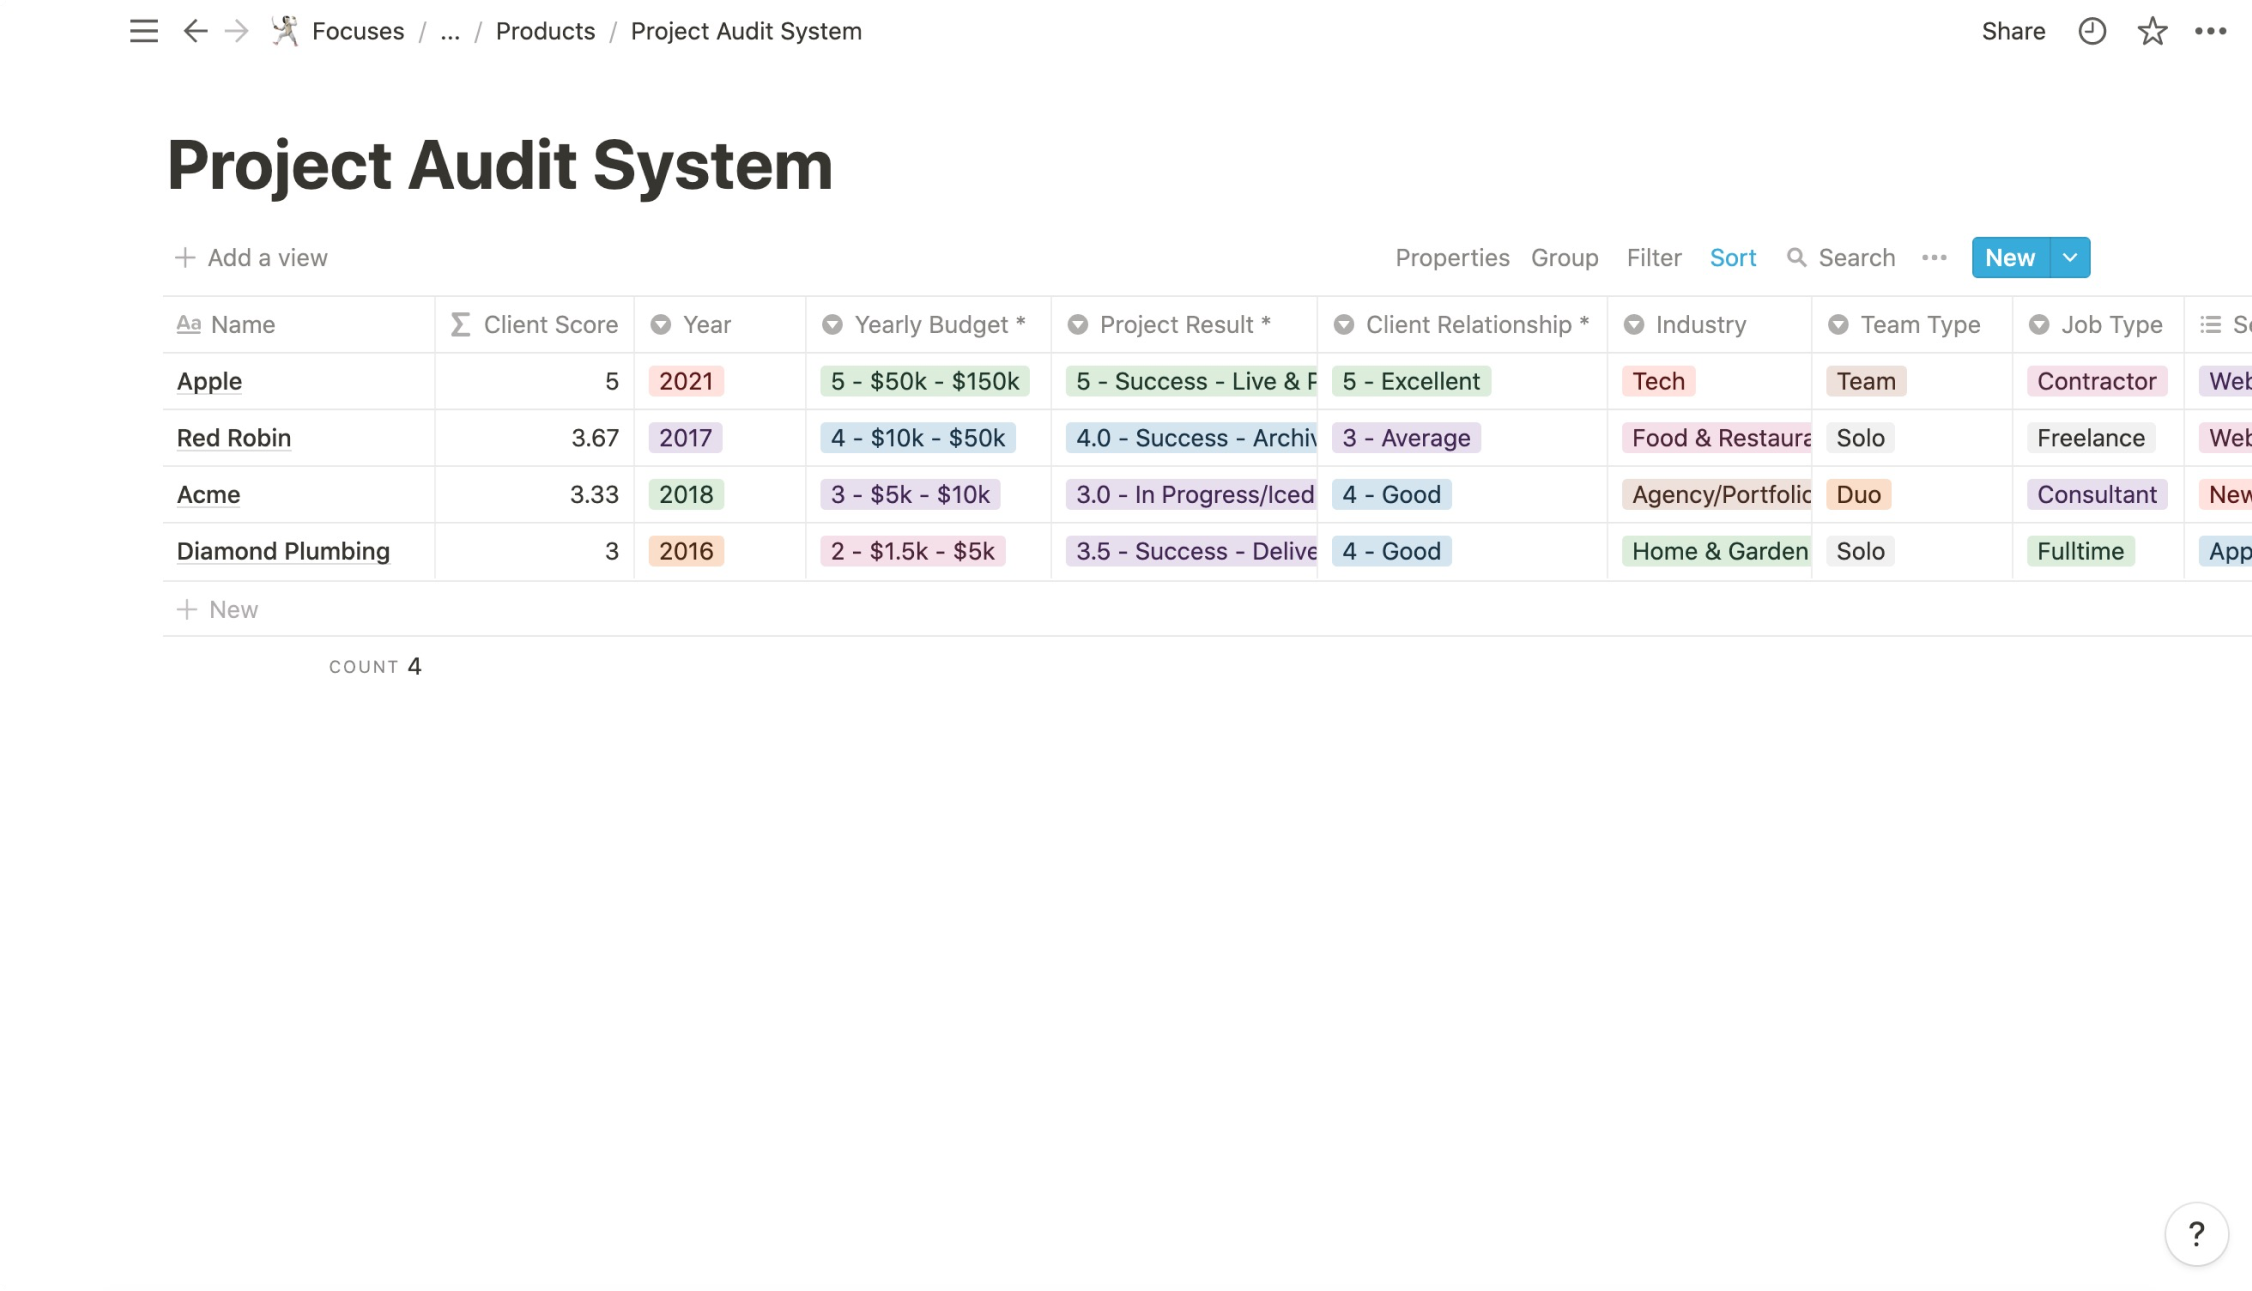 Focuses / ... / Products / Project Audit System Share
Project Audit System
Add a view Properties Group Filter Sort Search New
Aa Name Client Score Year Yearly Budget * Project Result * Client Relationship * Industry Team Type Job Type
Apple 5 2021 5 - $50k - $150k 5 - Success - Live & 5 - Excellent Tech Team Contractor Web
Red Robin 3.67 2017 4 - $10k - $50k 4.0 - Success - Archiv 3 - Average Food & Restaura Solo Freelance Web
Acme 3.33 2018 3 - $5k - $10k 3.0 - In Progress/Iced 4 - Good Agency/Portfolio Duo Consultant New
Diamond Plumbing 3 2016 2 - $1.5k - $5k 3.5 - Success - Delive 4 - Good Home & Garden Solo Fulltime App
New
COUNT 4
?